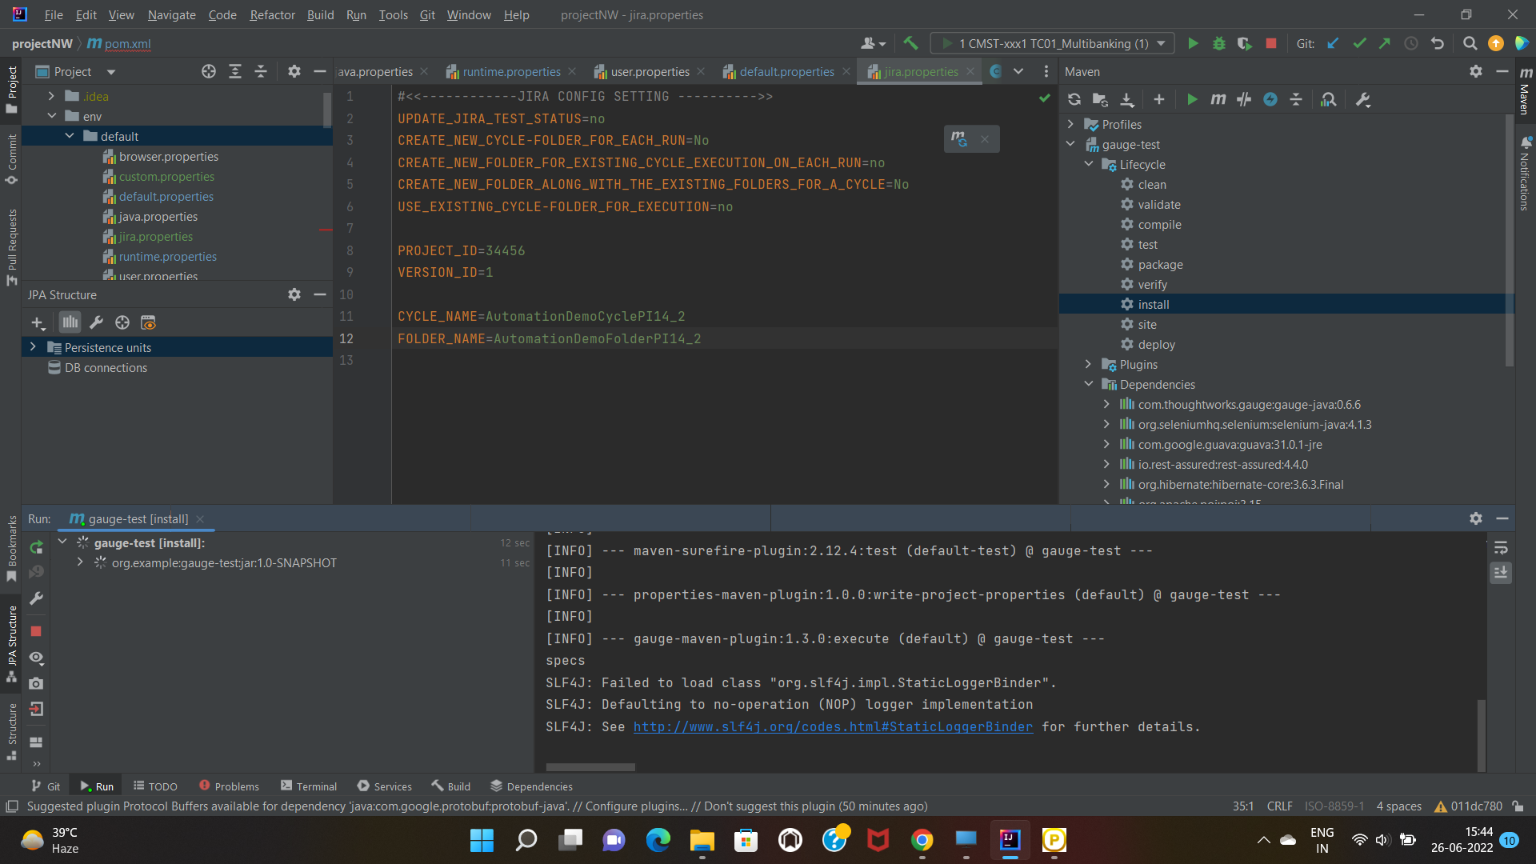 File Edit View Navigate Code Refactor Build Run Tools Git Window Help projectNW - jira.properties
projectNW pom.xml 1 CMST-xxx1 TC01_Multibanking (1) Git:
Project
java.properties runtime.properties user.properties default.properties jira.properties
Maven
.idea
env
default
browser.properties
custom.properties
default.properties
java.properties
jira.properties
runtime.properties
user.properties
JPA Structure
Persistence units
DB connections
1 #<<------------JIRA CONFIG SETTING ---------->>
2 UPDATE_JIRA_TEST_STATUS=no
3 CREATE_NEW_CYCLE-FOLDER_FOR_EACH_RUN=No
4 CREATE_NEW_FOLDER_FOR_EXISTING_CYCLE_EXECUTION_ON_EACH_RUN=no
5 CREATE_NEW_FOLDER_ALONG_WITH_THE_EXISTING_FOLDERS_FOR_A_CYCLE=No
6 USE_EXISTING_CYCLE-FOLDER_FOR_EXECUTION=no
7
8 PROJECT_ID=34456
9 VERSION_ID=1
10
11 CYCLE_NAME=AutomationDemoCyclePI14_2
12 FOLDER_NAME=AutomationDemoFolderPI14_2
13
Profiles
gauge-test
Lifecycle
clean
validate
compile
test
package
verify
install
site
deploy
Plugins
Dependencies
com.thoughtworks.gauge:gauge-java:0.6.6
org.seleniumhq.selenium:selenium-java:4.1.3
com.google.guava:guava:31.0.1-jre
io.rest-assured:rest-assured:4.4.0
org.hibernate:hibernate-core:3.6.3.Final
Project
Commit
Pull Requests
Bookmarks
JPA Structure
Structure
Maven
Notifications
Run: gauge-test [install]
gauge-test [install]: 12 sec
org.example:gauge-test:jar:1.0-SNAPSHOT 11 sec
[INFO]
[INFO] --- maven-surefire-plugin:2.12.4:test (default-test) @ gauge-test ---
[INFO]
[INFO] --- properties-maven-plugin:1.0.0:write-project-properties (default) @ gauge-test ---
[INFO]
[INFO] --- gauge-maven-plugin:1.3.0:execute (default) @ gauge-test ---
specs
SLF4J: Failed to load class "org.slf4j.impl.StaticLoggerBinder".
SLF4J: Defaulting to no-operation (NOP) logger implementation
SLF4J: See http://www.slf4j.org/codes.html#StaticLoggerBinder for further details.
Git Run TODO Problems Terminal Services Build Dependencies
Suggested plugin Protocol Buffers available for dependency 'java:com.google.protobuf:protobuf-java'. // Configure plugins... // Don't suggest this plugin (50 minutes ago) 35:1 CRLF ISO-8859-1 4 spaces 011dc780
39°C
Haze
ENG
IN
15:44
26-06-2022
10